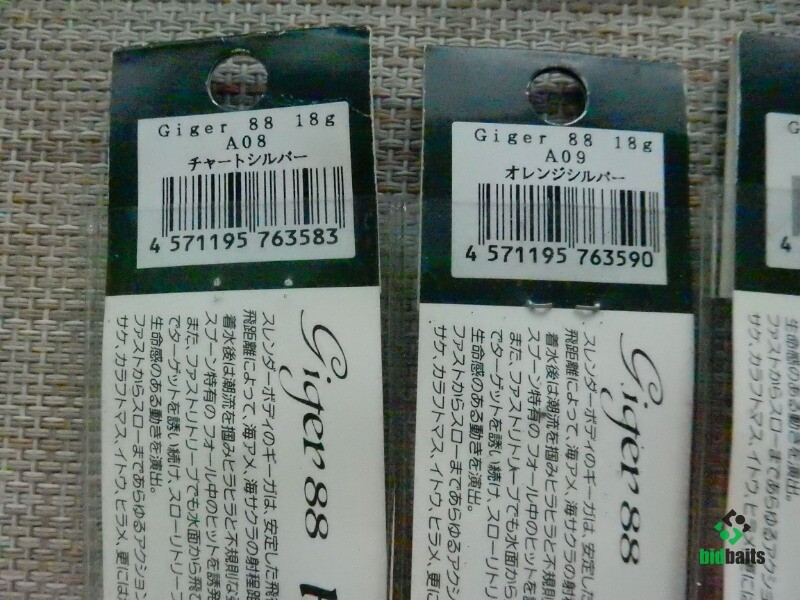 Giger 88 18g
A08
チャートシルバー
4 571195 763583
Giger 88
スレンダーボディのギーガは、安定した飛
飛距離によって、海アメ、海サクラの射程距
着水後は潮流を掴みヒラヒラと不規則な
スプーン特有のフォール中のヒットを誘発
また、ファストリトリーブでも水面から飛
でターゲットを誘い続け、スローリトリーブ
生命感のある動きを演出。
ファストからスローまであらゆるアクション
サケ、カラフトマス、イトウ、ヒラメ、更には
Giger 88 18g
A09
オレンジシルバー
4 571195 763590
Giger 88
スレンダーボディのギーガは、安定した
飛距離によって、海アメ、海サクラの射
着水後は潮流を掴みヒラヒラと不規
スプーン特有のフォール中のヒット
また、ファストリトリーブでも水面から
でターゲットを誘い続け、スローリトリ
生命感のある動きを演出。
ファストからスローまであらゆるアク
サケ、カラフトマス、イトウ、ヒラメ、更に
G
4
生命感のある動きを演出。
ファストからスローまであらゆる
サケ、カラフトマス、イトウ、ヒラ
bidbaits